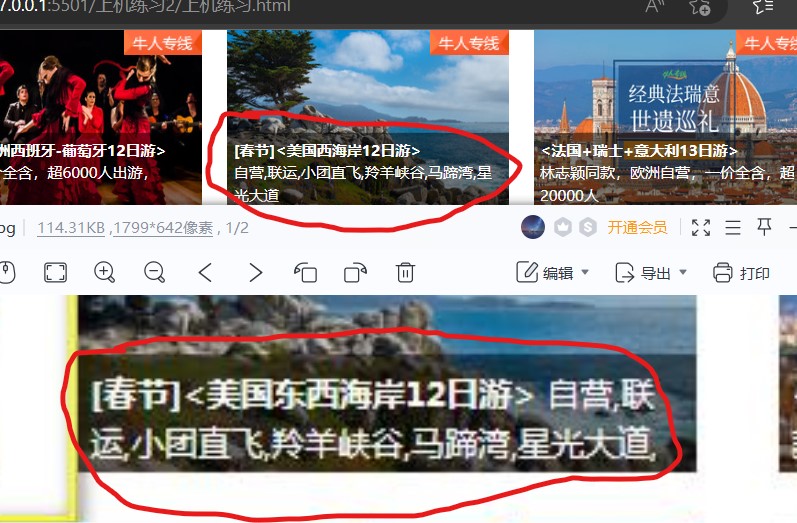 7.0.0.1:5501/上机练习2/上机练习.html
牛人专线
牛人专线
牛人专线
洲西班牙-葡萄牙12日游>
价全含，超6000人出游，
[春节]<美国西海岸12日游>
自营,联运,小团直飞,羚羊峡谷,马蹄湾,星
光大道
经典法瑞意
世遗巡礼
<法国+瑞士+意大利13日游>
林志颖同款，欧洲自营，一价全含，超
20000人
pg
114.31KB ,1799*642像素 , 1/2
开通会员
编辑
导出
打印
[春节]<美国东西海岸12日游> 自营,联
运,小团直飞,羚羊峡谷,马蹄湾,星光大道,